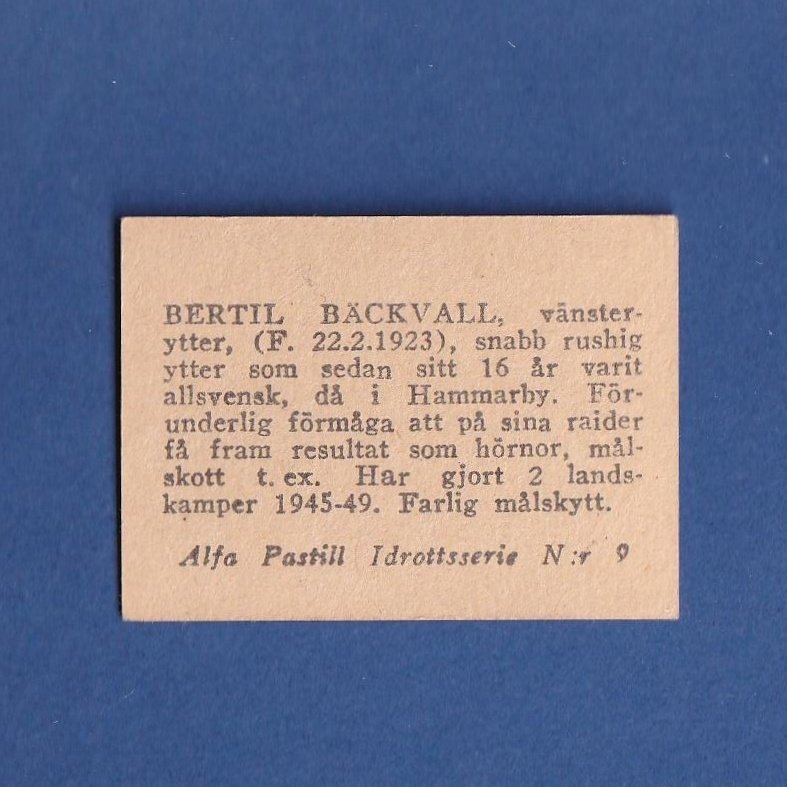 BERTIL BÄCKVALL, vänster-
ytter, (F. 22.2.1923), snabb rushig
ytter som sedan sitt 16 år varit
allsvensk, då i Hammarby. För-
underlig förmåga att på sina raider
få fram resultat som hörnor, mål-
skott t. ex. Har gjort 2 lands-
kamper 1945-49. Farlig målskytt.
Alfa Pastill Idrottsserie N:r 9